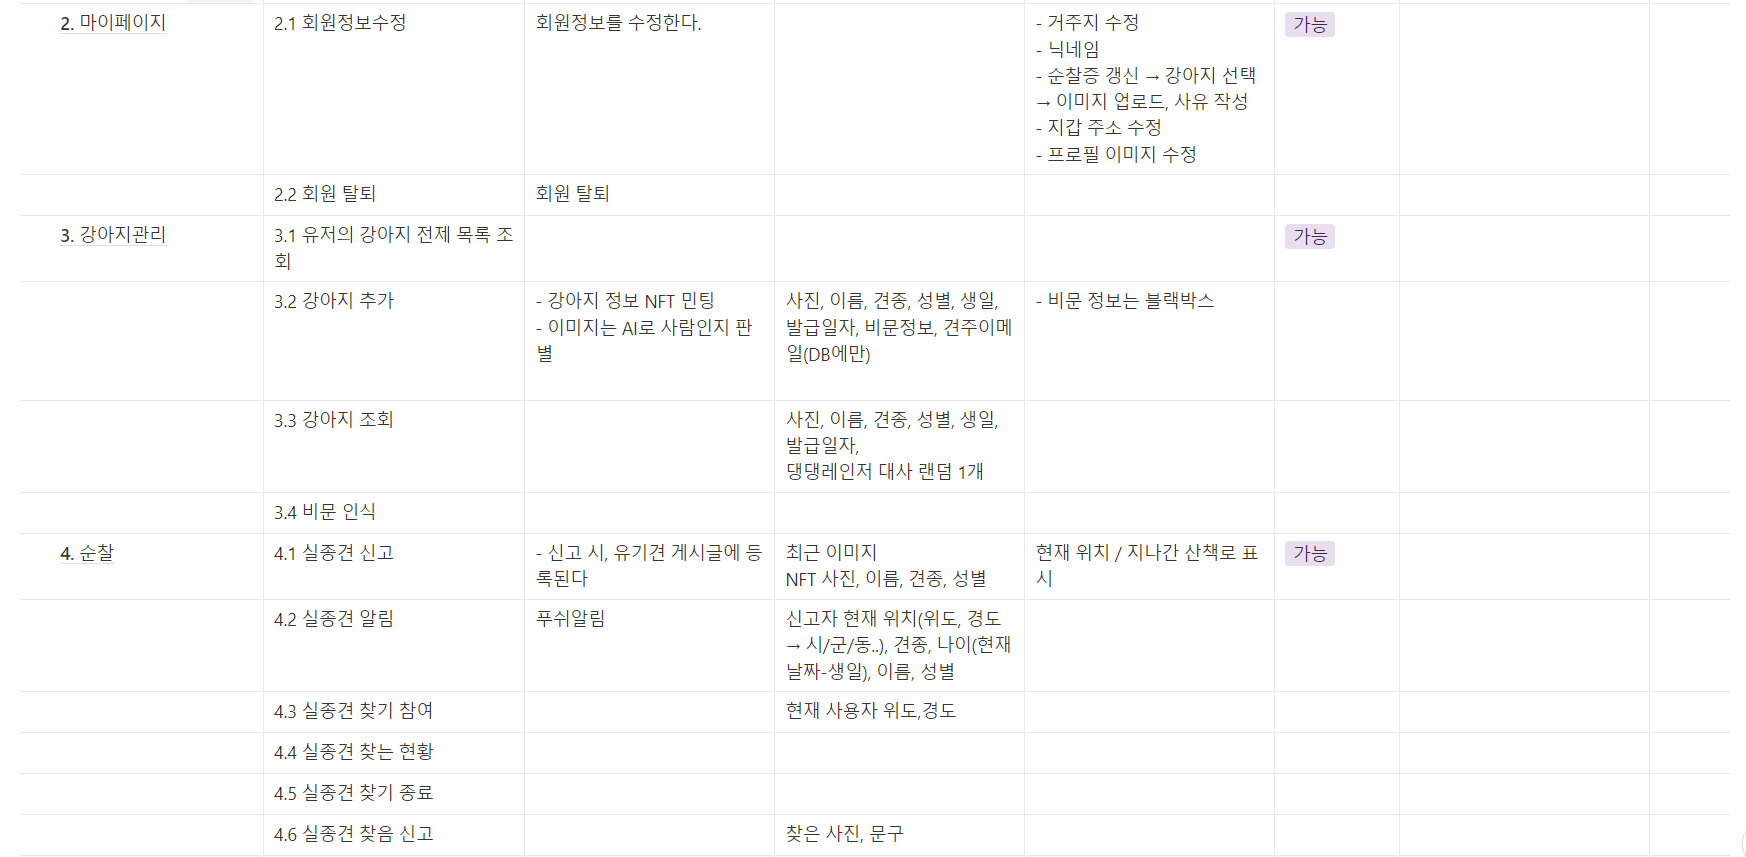 2. 마이페이지
2.1 회원정보수정
회원정보를 수정한다.
- 거주지 수정
- 닉네임
- 순찰증 갱신 → 강아지 선택
→ 이미지 업로드, 사유 작성
- 지갑 주소 수정
- 프로필 이미지 수정
가능
2.2 회원 탈퇴
회원 탈퇴
3. 강아지관리
3.1 유저의 강아지 전제 목록 조
회
가능
3.2 강아지 추가
- 강아지 정보 NFT 민팅
- 이미지는 AI로 사람인지 판
별
사진, 이름, 견종, 성별, 생일,
발급일자, 비문정보, 견주이메
일(DB에만)
- 비문 정보는 블랙박스
3.3 강아지 조회
사진, 이름, 견종, 성별, 생일,
발급일자,
댕댕레인저 대사 랜덤 1개
3.4 비문 인식
4. 순찰
4.1 실종견 신고
- 신고 시, 유기견 게시글에 등
록된다
최근 이미지
NFT 사진, 이름, 견종, 성별
현재 위치 / 지나간 산책로 표
시
가능
4.2 실종견 알림
푸쉬알림
신고자 현재 위치(위도, 경도
→ 시/군/동..), 견종, 나이(현재
날짜-생일), 이름, 성별
4.3 실종견 찾기 참여
현재 사용자 위도,경도
4.4 실종견 찾는 현황
4.5 실종견 찾기 종료
4.6 실종견 찾음 신고
찾은 사진, 문구